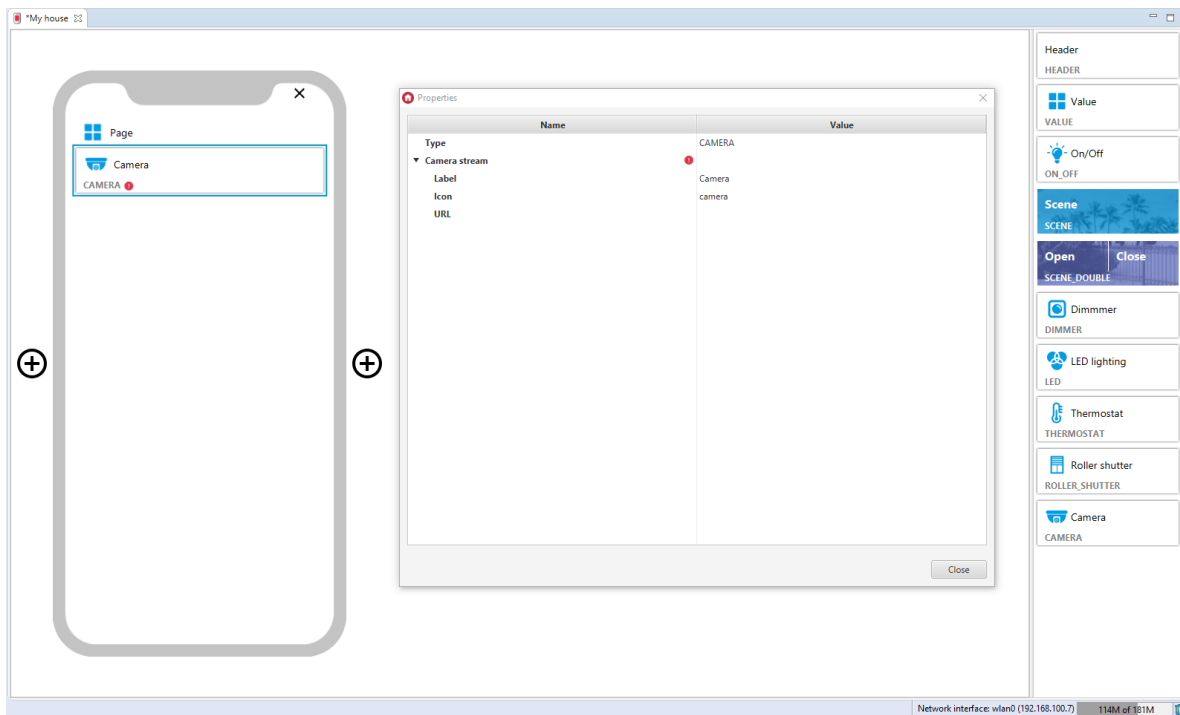 *My house
Page
Camera
CAMERA
Properties
Name Value
Type CAMERA
Camera stream
Label Camera
Icon camera
URL
Close
Header
HEADER
Value
VALUE
On/Off
ON_OFF
Scene
SCENE
Open Close
SCENE_DOUBLE
Dimmmer
DIMMER
LED lighting
LED
Thermostat
THERMOSTAT
Roller shutter
ROLLER_SHUTTER
Camera
CAMERA
Network interface: wlan0 (192.168.100.7) 114M of 181M